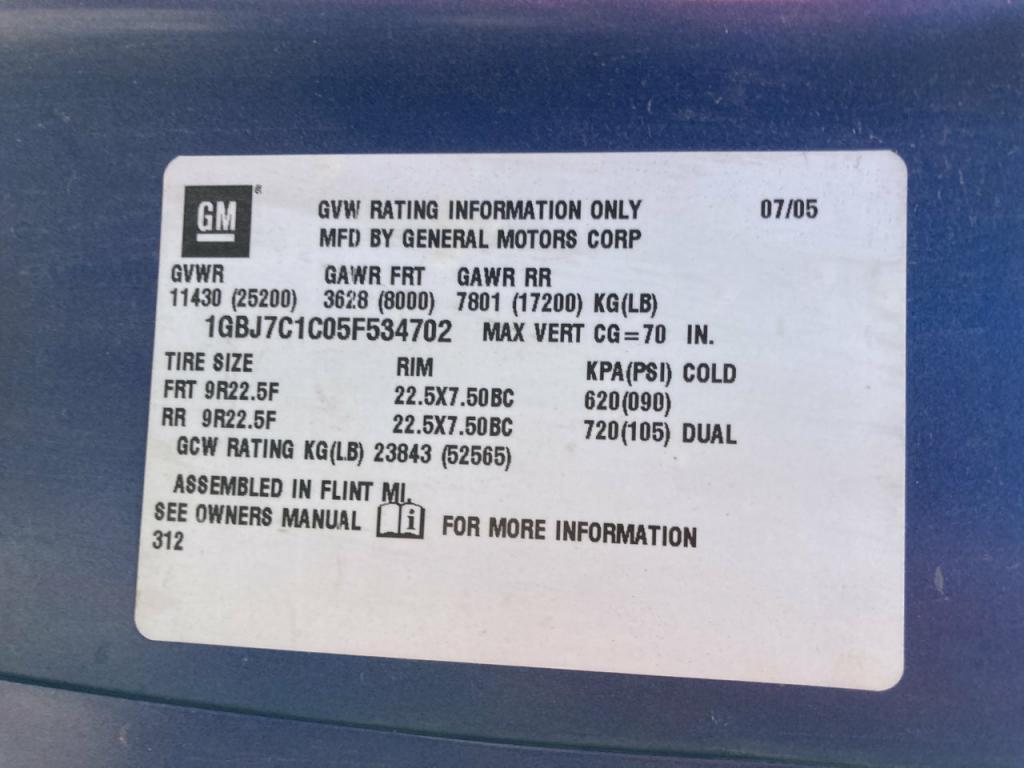 GM
GVW RATING INFORMATION ONLY 07/05
MFD BY GENERAL MOTORS CORP
GVWR GAWR FRT GAWR RR
11430 (25200) 3628 (8000) 7801 (17200) KG(LB)
1GBJ7C1C05F534702 MAX VERT CG=70 IN.
TIRE SIZE RIM KPA(PSI) COLD
FRT 9R22.5F 22.5X7.50BC 620(090)
RR 9R22.5F 22.5X7.50BC 720(105) DUAL
GCW RATING KG(LB) 23843 (52565)
ASSEMBLED IN FLINT MI.
SEE OWNERS MANUAL i FOR MORE INFORMATION
312